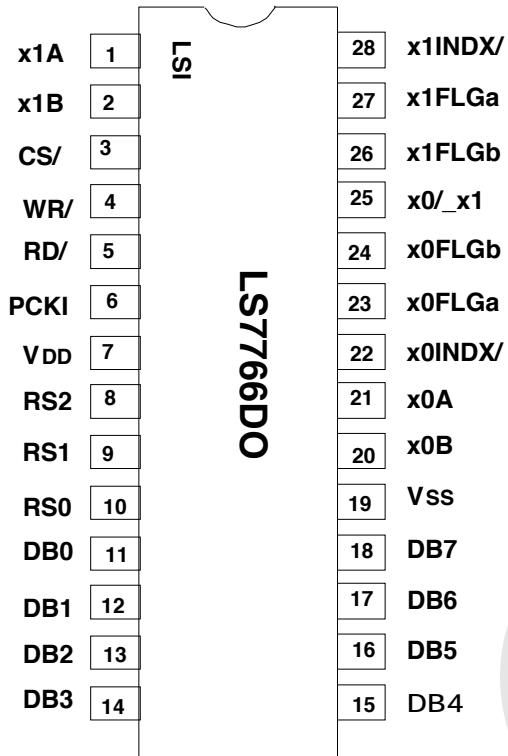 x1A 1 LSI 28 x1INDX/
x1B 2 27 x1FLGa
CS/ 3 26 x1FLGb
WR/ 4 25 x0/_x1
RD/ 5 24 x0FLGb
PCKI 6 23 x0FLGa
VDD 7 22 x0INDX/
RS2 8 21 x0A
RS1 9 20 x0B
RS0 10 19 VSS
DB0 11 18 DB7
DB1 12 17 DB6
DB2 13 16 DB5
DB3 14 15 DB4
LS7766DO